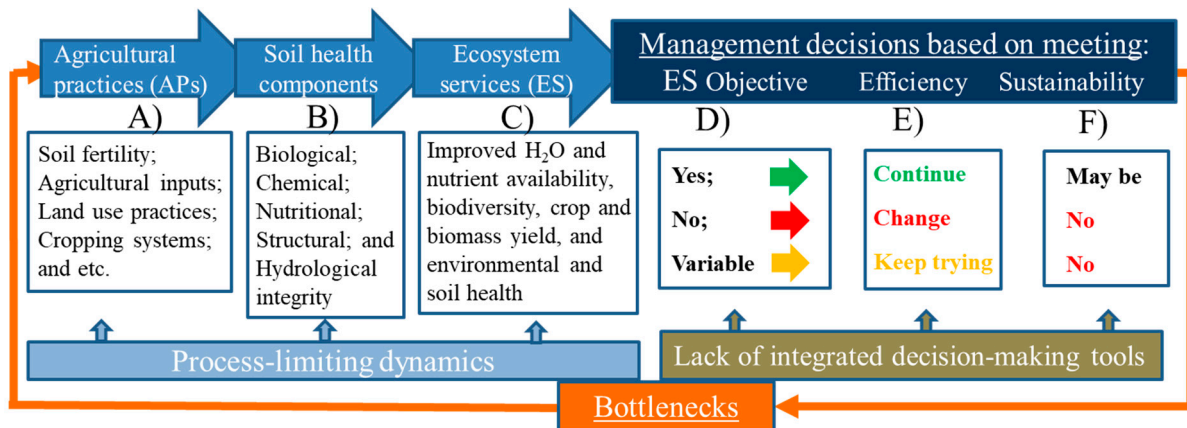 Agricultural
practices (APs)
Soil health
components
Ecosystem
services (ES)
Management decisions based on meeting:
ES Objective
Efficiency
Sustainability
A)
B)
C)
D)
E)
F)
Soil fertility;
Agricultural inputs;
Land use practices;
Cropping systems;
and etc.
Biological;
Chemical;
Nutritional;
Structural; and
Hydrological
integrity
Improved H₂O and
nutrient availability,
biodiversity, crop and
biomass yield, and
environmental and
soil health
Yes;
No;
Variable
Continue
Change
Keep trying
May be
No
No
Process-limiting dynamics
Lack of integrated decision-making tools
Bottlenecks